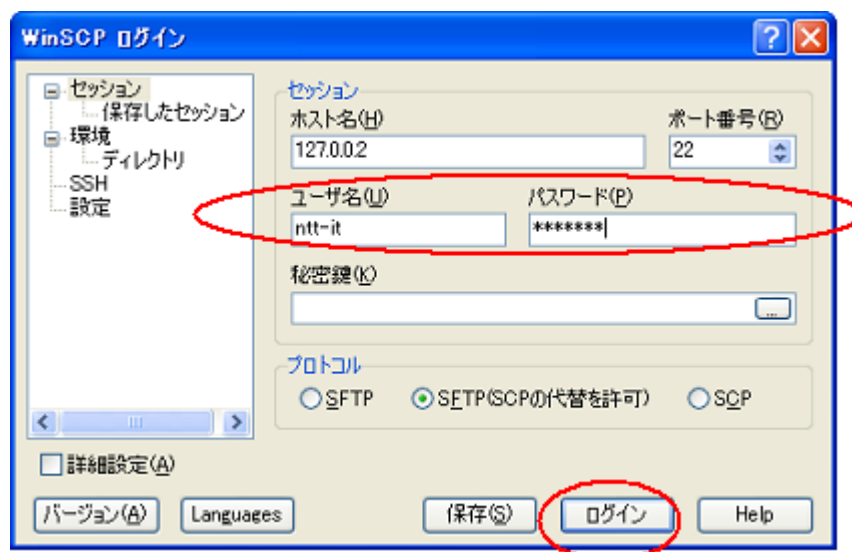 WinSCP ログイン
セッション
保存したセッション
環境
ディレクトリ
SSH
設定
セッション
ホスト名(H) ポート番号(R)
127.0.0.2 22
ユーザ名(U) パスワード(P)
ntt-it *******
秘密鍵(K)
...
プロトコル
SFTP SFTP(SCPの代替を許可) SCP
詳細設定(A)
バージョン(A) Languages 保存(S) ログイン Help